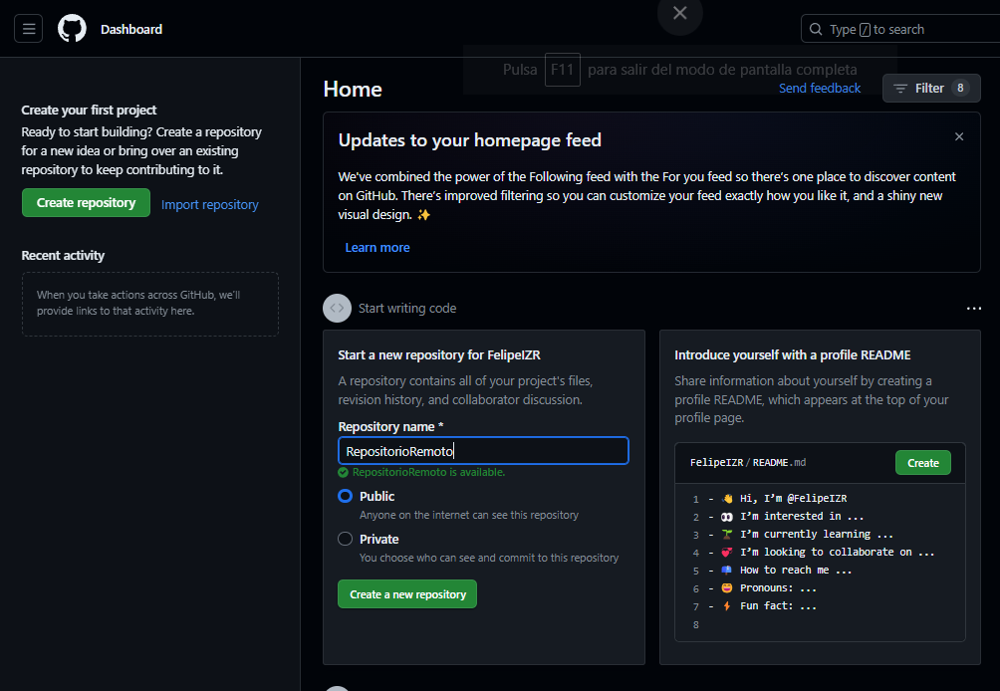 Dashboard
Type / to search
Pulsa F11 para salir del modo de pantalla completa
Create your first project
Ready to start building? Create a repository
for a new idea or bring over an existing
repository to keep contributing to it.
Create repository
Import repository
Recent activity
When you take actions across GitHub, we'll
provide links to that activity here.
Home
Send feedback
Filter 8
Updates to your homepage feed
We've combined the power of the Following feed with the For you feed so there's one place to discover content
on GitHub. There's improved filtering so you can customize your feed exactly how you like it, and a shiny new
visual design. ✨
Learn more
Start writing code
Start a new repository for FelipeIZR
A repository contains all of your project's files,
revision history, and collaborator discussion.
Repository name *
RepositorioRemoto
RepositorioRemoto is available.
Public
Anyone on the internet can see this repository
Private
You choose who can see and commit to this repository
Create a new repository
Introduce yourself with a profile README
Share information about yourself by creating a
profile README, which appears at the top of your
profile page.
FelipeIZR / README.md
Create
1 - 👋 Hi, I'm @FelipeIZR
2 - 👀 I'm interested in ...
3 - 🌱 I'm currently learning ...
4 - 💞️ I'm looking to collaborate on ...
5 - 📫 How to reach me ...
6 - 😄 Pronouns: ...
7 - ⚡ Fun fact: ...
8